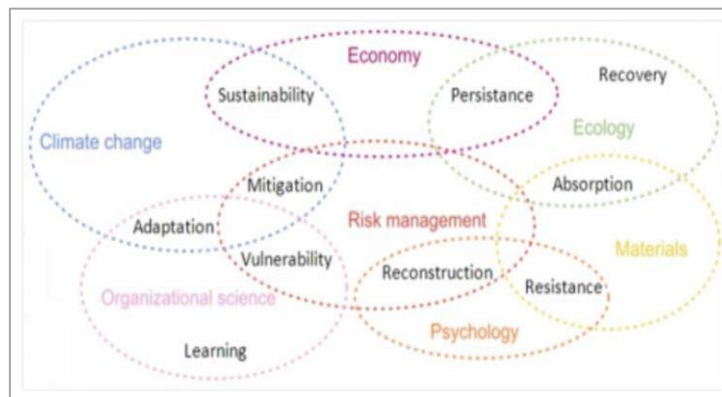 Economy
Recovery
Sustainability
Persistance
Ecology
Climate change
Mitigation
Absorption
Adaptation
Risk management
Vulnerability
Materials
Reconstruction
Organizational science
Resistance
Psychology
Learning